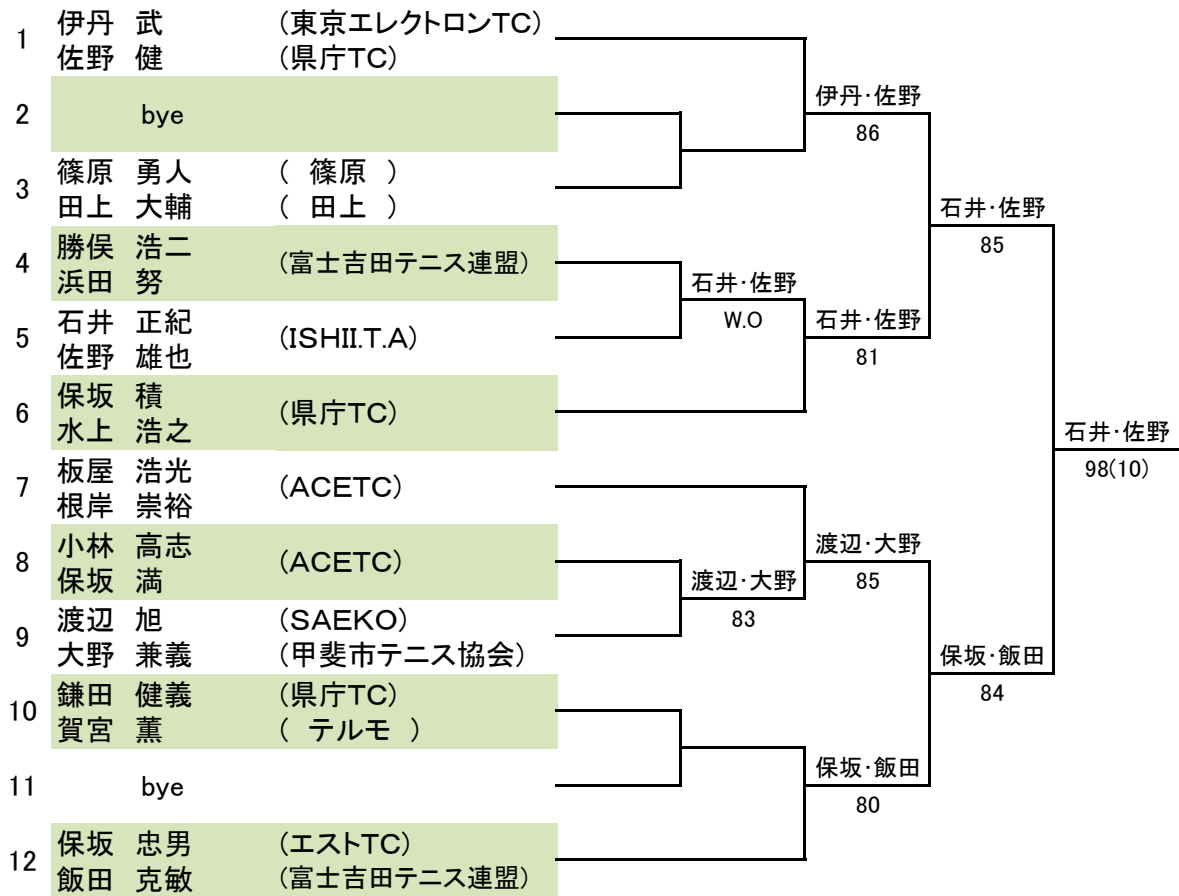 1 伊丹 武 (東京エレクトロンTC)
佐野 健 (県庁TC)
2 bye
3 篠原 勇人 ( 篠原 )
田上 大輔 ( 田上 )
4 勝俣 浩二 (富士吉田テニス連盟)
浜田 努
5 石井 正紀 (ISHII.T.A)
佐野 雄也
6 保坂 積 (県庁TC)
水上 浩之
7 板屋 浩光 (ACETC)
根岸 崇裕
8 小林 高志 (ACETC)
保坂 満
9 渡辺 旭 (SAEKO)
大野 兼義 (甲斐市テニス協会)
10 鎌田 健義 (県庁TC)
賀宮 薫 ( テルモ )
11 bye
12 保坂 忠男 (エストTC)
飯田 克敏 (富士吉田テニス連盟)
石井・佐野
W.O
渡辺・大野
83
伊丹・佐野
86
石井・佐野
81
渡辺・大野
85
保坂・飯田
80
石井・佐野
85
保坂・飯田
84
石井・佐野
98(10)